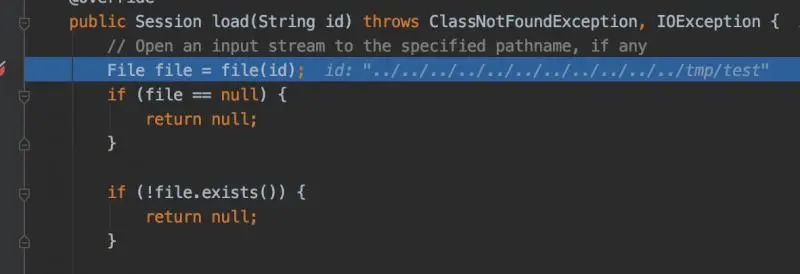 @Override
public Session load(String id) throws ClassNotFoundException, IOException {
// Open an input stream to the specified pathname, if any
File file = file(id); id: "../../../../../../../../../../../tmp/test"
if (file == null) {
return null;
}
if (!file.exists()) {
return null;
}